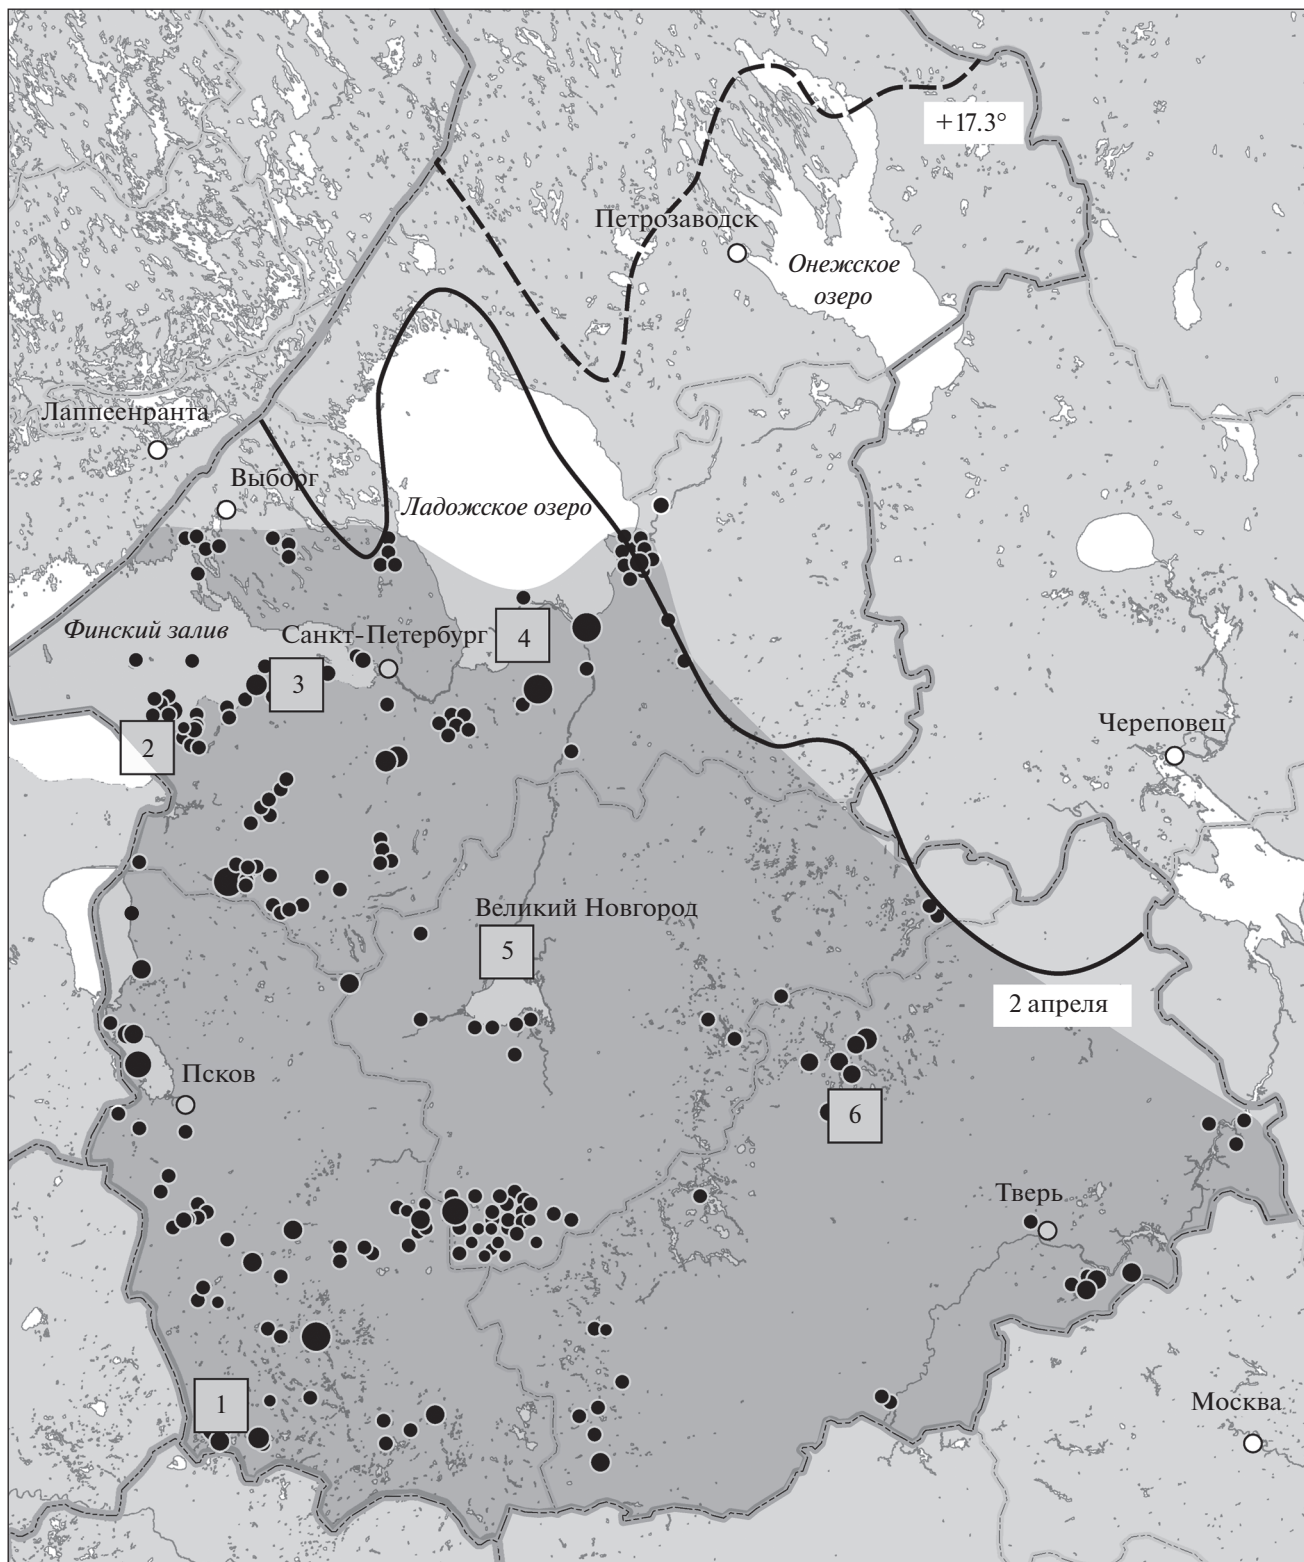 +17.3°
Петрозаводск
Онежское
озеро
Лаппеенранта
Выборг
Ладожское озеро
Финский залив
Санкт-Петербург
4
3
2
Череповец
Великий Новгород
5
2 апреля
Псков
6
Тверь
1
Москва